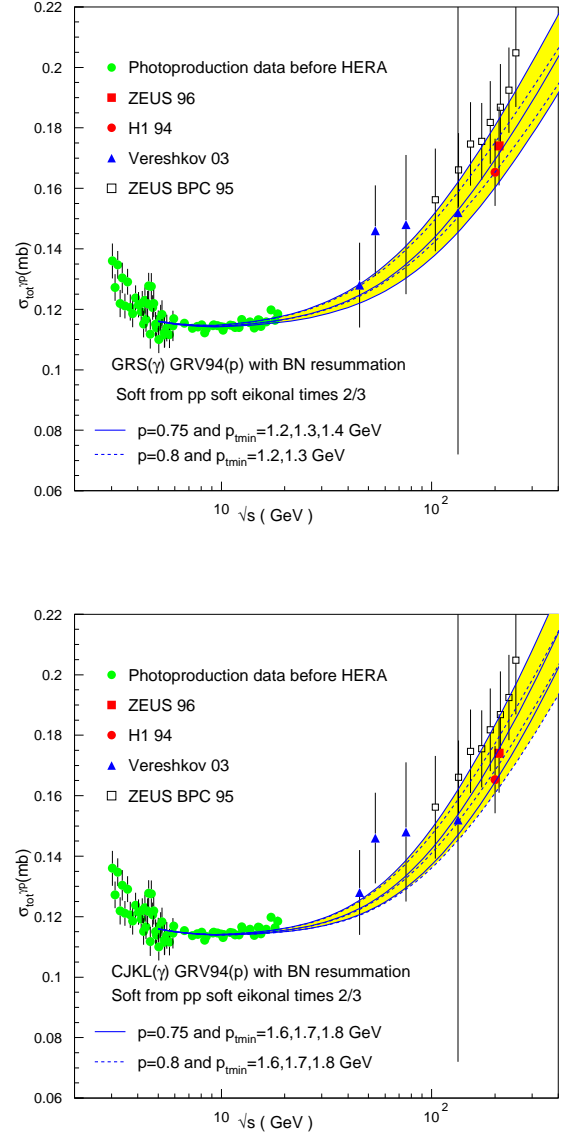 0.22
0.2
0.18
0.16
0.14
0.12
0.1
0.08
0.06
σtotγp(mb)
Photoproduction data before HERA
ZEUS 96
H1 94
Vereshkov 03
ZEUS BPC 95
GRS(γ) GRV94(p) with BN resummation
Soft from pp soft eikonal times 2/3
p=0.75 and ptmin=1.2,1.3,1.4 GeV
p=0.8 and ptmin=1.2,1.3 GeV
10 10²
√s ( GeV )
0.22
0.2
0.18
0.16
0.14
0.12
0.1
0.08
0.06
σtotγp(mb)
Photoproduction data before HERA
ZEUS 96
H1 94
Vereshkov 03
ZEUS BPC 95
CJKL(γ) GRV94(p) with BN resummation
Soft from pp soft eikonal times 2/3
p=0.75 and ptmin=1.6,1.7,1.8 GeV
p=0.8 and ptmin=1.6,1.7,1.8 GeV
10 10²
√s ( GeV )